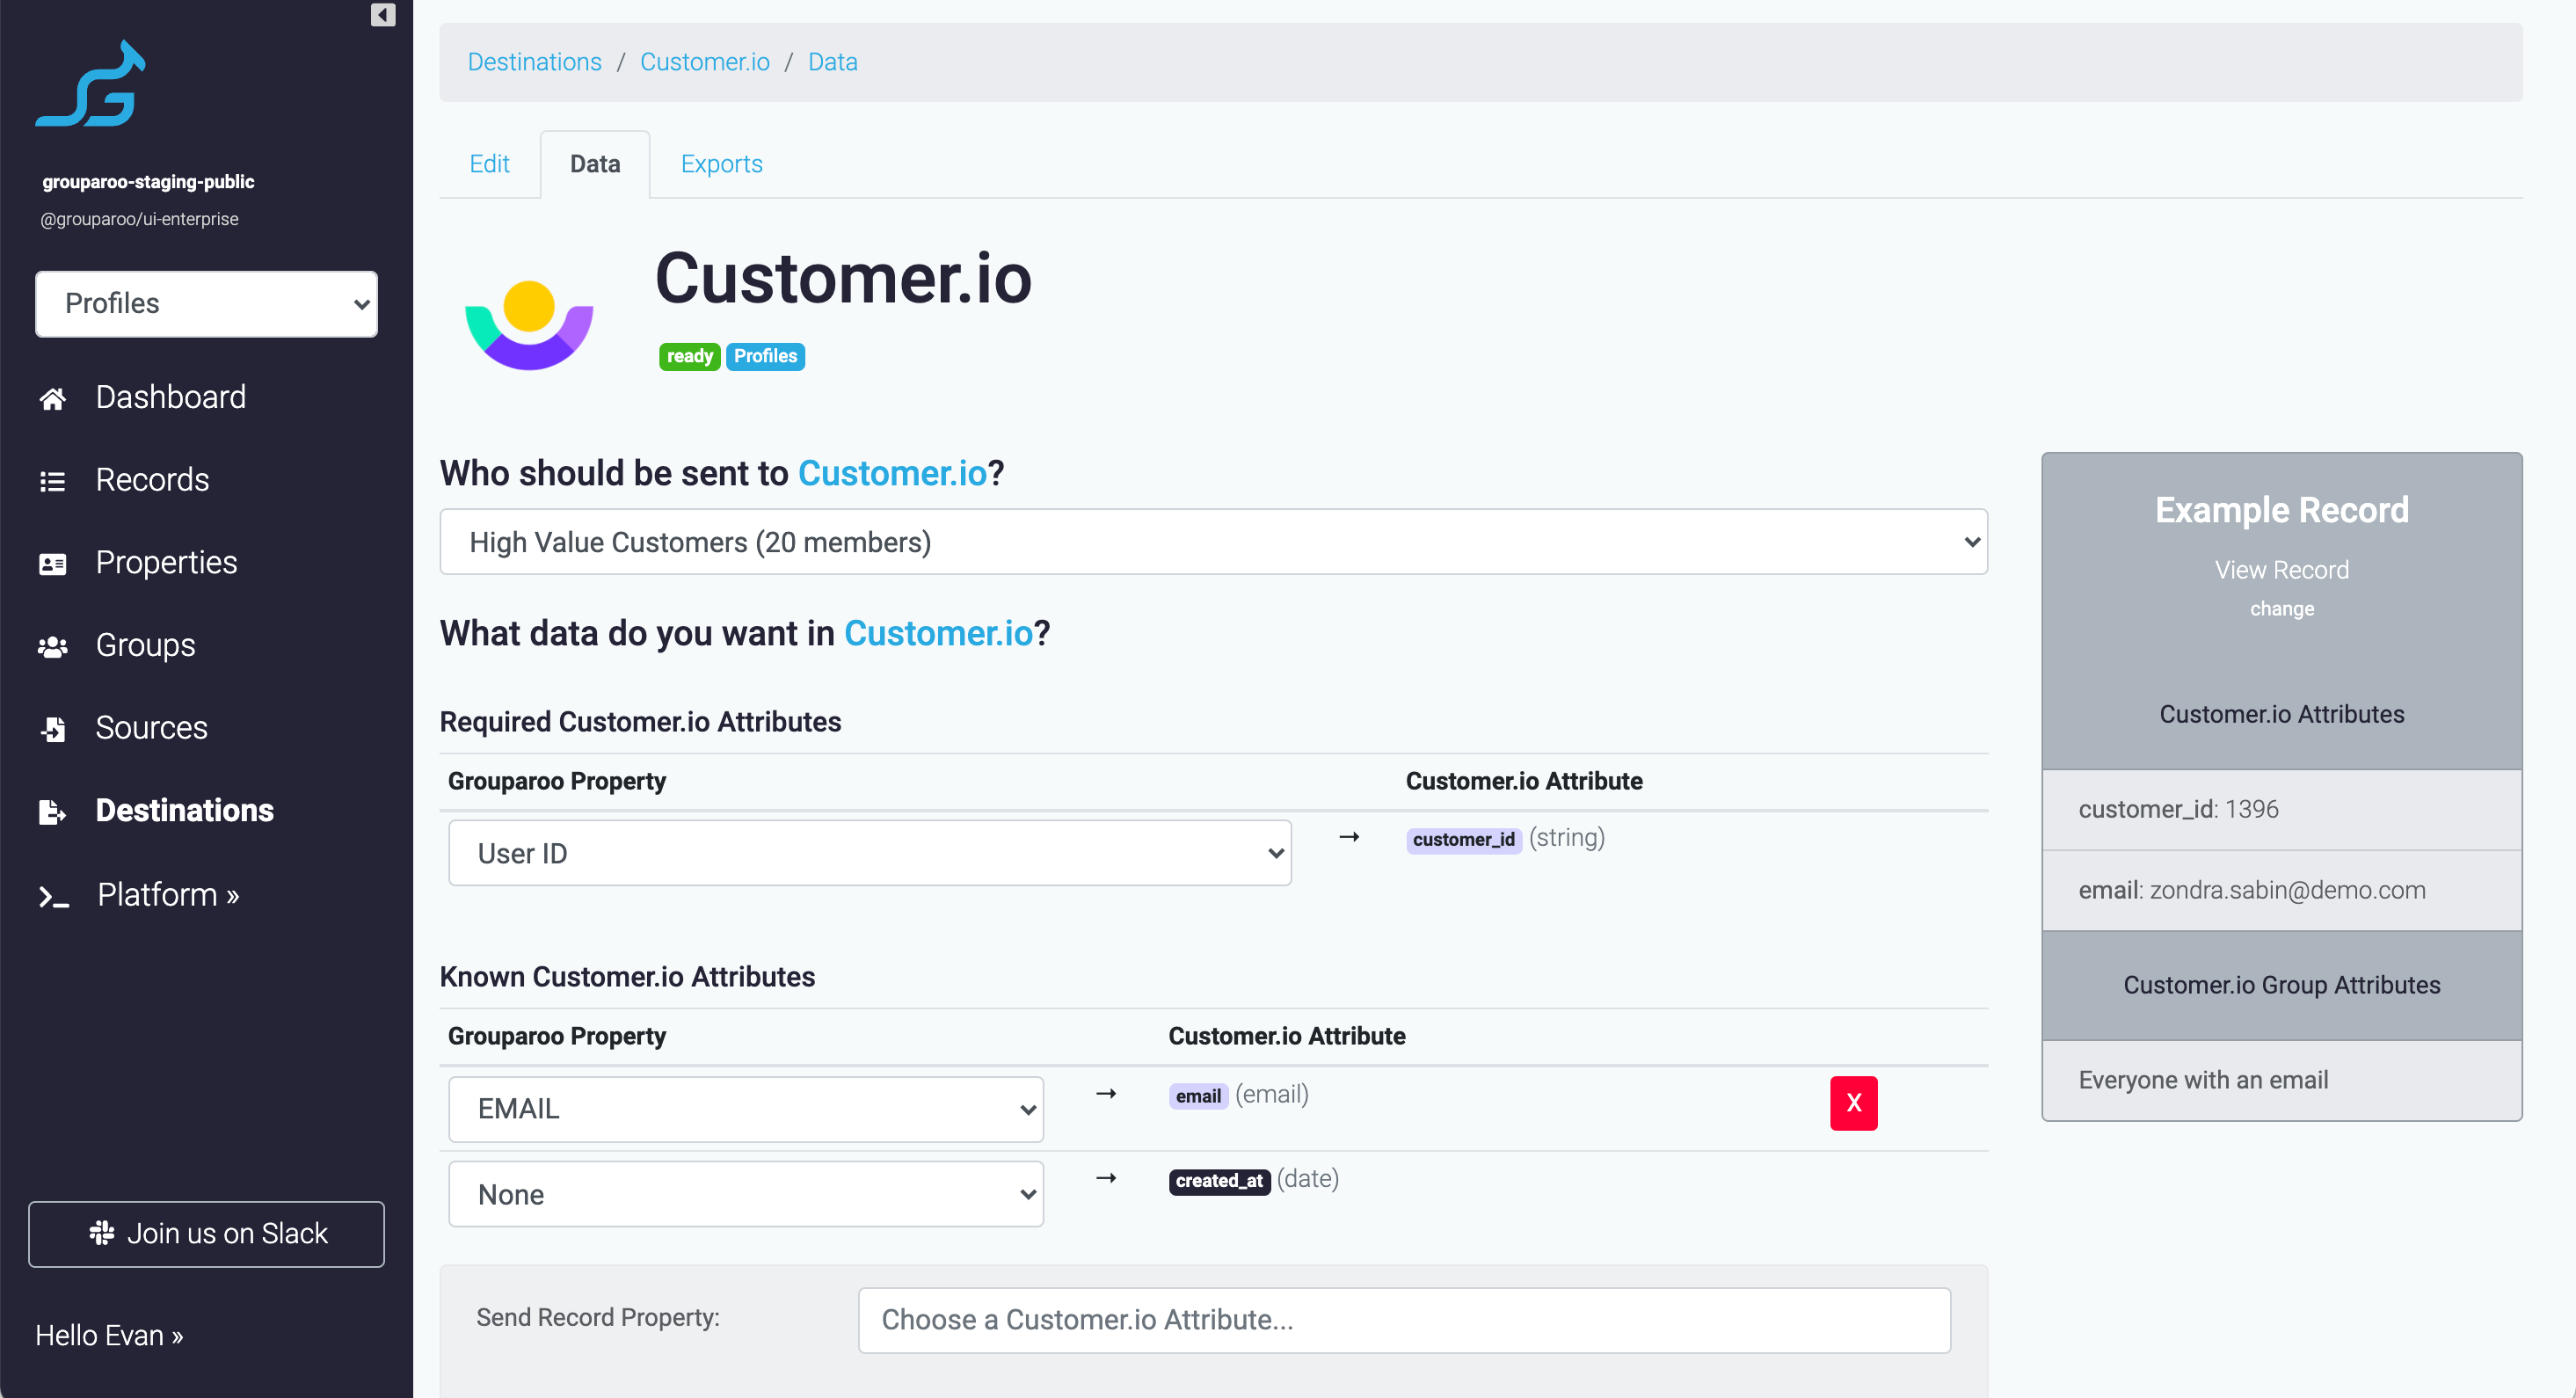 grouparoo-staging-public
@grouparoo/ui-enterprise
Profiles
Dashboard
Records
Properties
Groups
Sources
Destinations
Platform »
Join us on Slack
Hello Evan »
Destinations / Customer.io / Data
Edit Data Exports
Customer.io
ready Profiles
Who should be sent to Customer.io?
High Value Customers (20 members)
What data do you want in Customer.io?
Required Customer.io Attributes
Grouparoo Property Customer.io Attribute
User ID → customer_id (string)
Known Customer.io Attributes
Grouparoo Property Customer.io Attribute
EMAIL → email (email) X
None → created_at (date)
Send Record Property: Choose a Customer.io Attribute...
Example Record
View Record
change
Customer.io Attributes
customer_id: 1396
email: zondra.sabin@demo.com
Customer.io Group Attributes
Everyone with an email